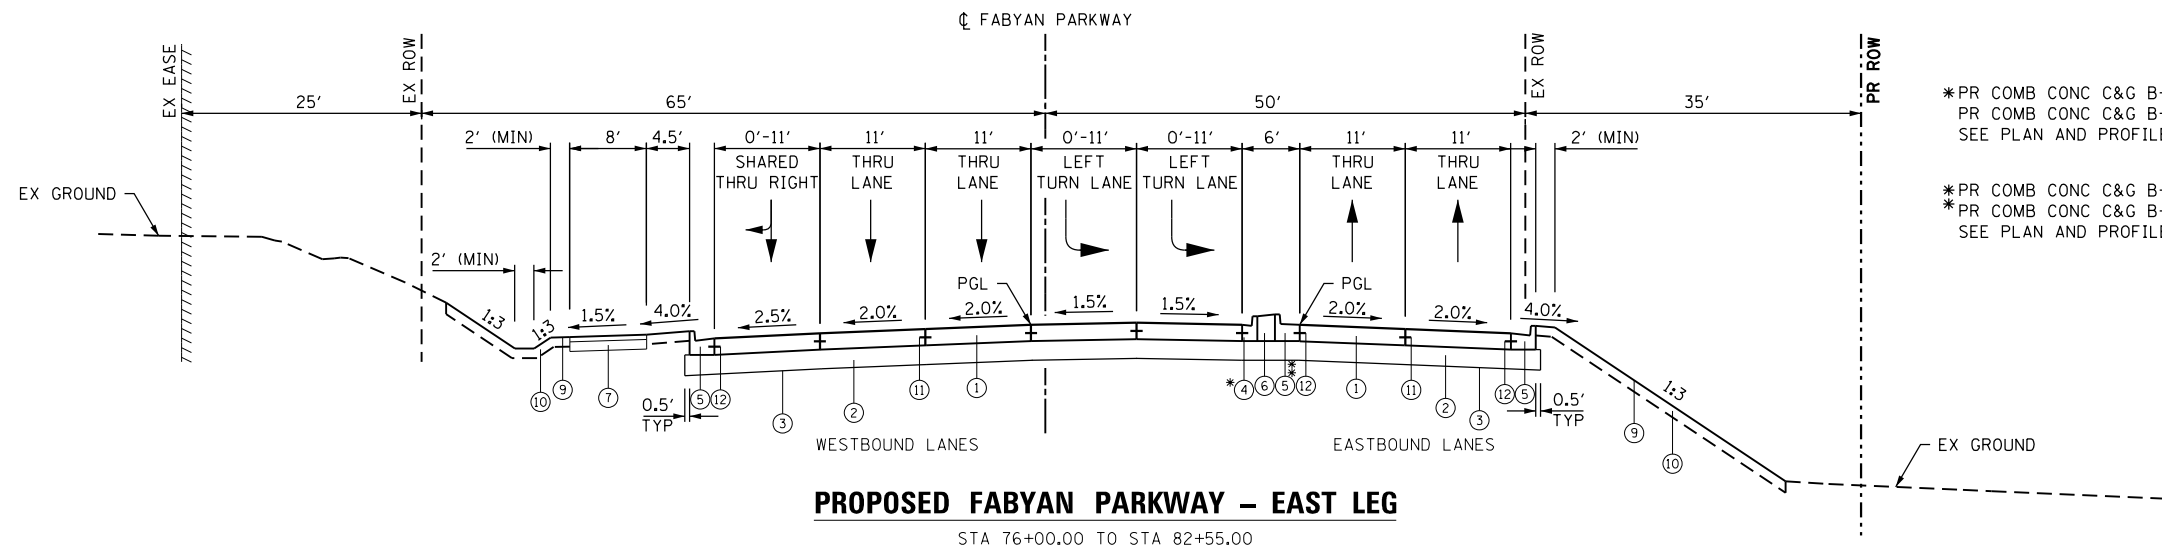 ℄ FABYAN PARKWAY
EX EASE
EX ROW
EX ROW
PR ROW
25'
65'
50'
35'
2' (MIN)
8'
4.5'
0'-11'
11'
11'
0'-11'
0'-11'
6'
11'
11'
2' (MIN)
SHARED
THRU RIGHT
THRU
LANE
THRU
LANE
LEFT
TURN LANE
LEFT
TURN LANE
THRU
LANE
THRU
LANE
*PR COMB CONC C&G B-
PR COMB CONC C&G B-
SEE PLAN AND PROFILE
*PR COMB CONC C&G B-
*PR COMB CONC C&G B-
SEE PLAN AND PROFILE
EX GROUND
2' (MIN)
PGL
PGL
1:3
1:3
1.5%
4.0%
2.5%
2.0%
2.0%
1.5%
1.5%
2.0%
2.0%
4.0%
1:3
10
9
7
5
12
3
2
11
1
*
4
6
5
*
*
12
1
11
2
3
12
5
9
10
0.5'
TYP
0.5'
TYP
WESTBOUND LANES
EASTBOUND LANES
EX GROUND
PROPOSED FABYAN PARKWAY – EAST LEG
STA 76+00.00 TO STA 82+55.00